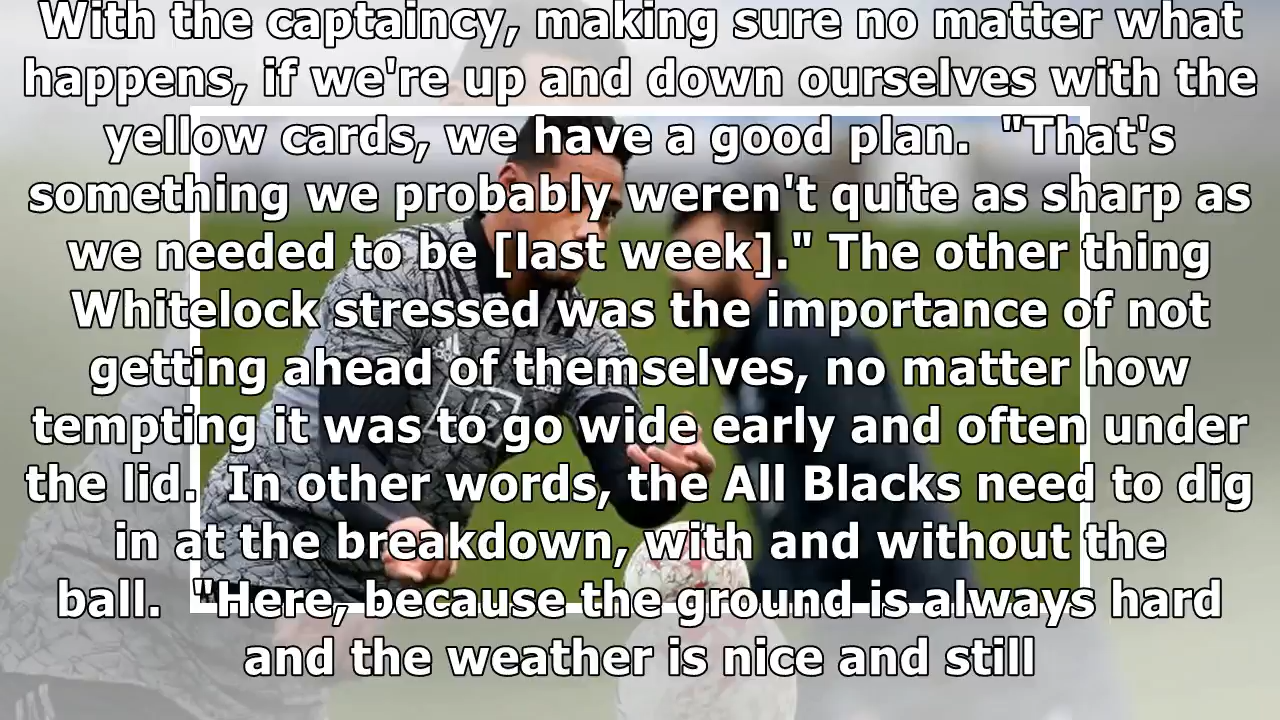 With the captaincy, making sure no matter what
happens, if we're up and down ourselves with the
yellow cards, we have a good plan.  "That's
something we probably weren't quite as sharp as
we needed to be [last week]." The other thing
Whitelock stressed was the importance of not
getting ahead of themselves, no matter how
tempting it was to go wide early and often under
the lid.  In other words, the All Blacks need to dig
in at the breakdown, with and without the
ball.  "Here, because the ground is always hard
and the weather is nice and still